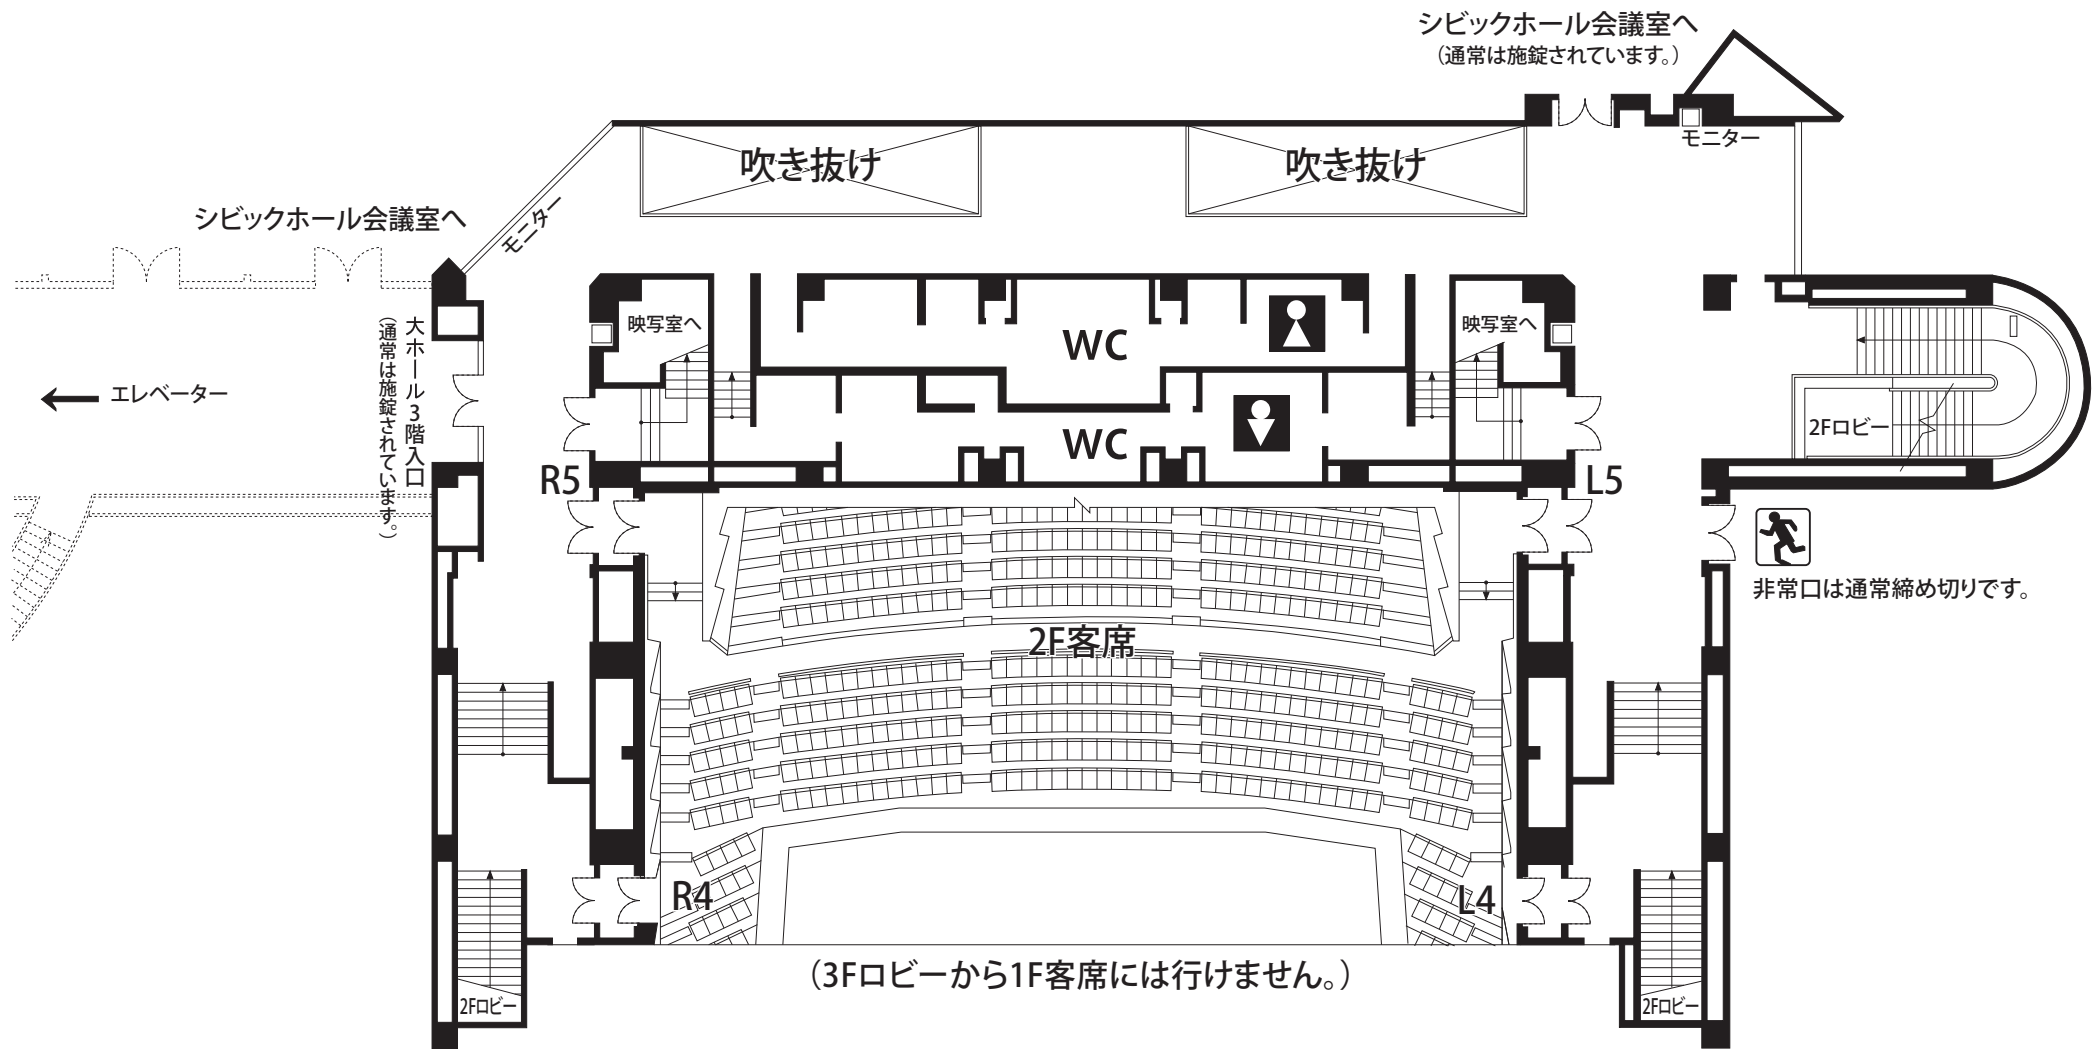 シビックホール会議室へ
（通常は施錠されています。）
モニター
吹き抜け
吹き抜け
シビックホール会議室へ
モニター
大ホール3階入口
（通常は施錠されています。）
エレベーター
映写室へ
WC
映写室へ
WC
2Fロビー
R5
L5
非常口は通常締め切りです。
2F客席
R4
L4
（3Fロビーから1F客席には行けません。）
2Fロビー
2Fロビー